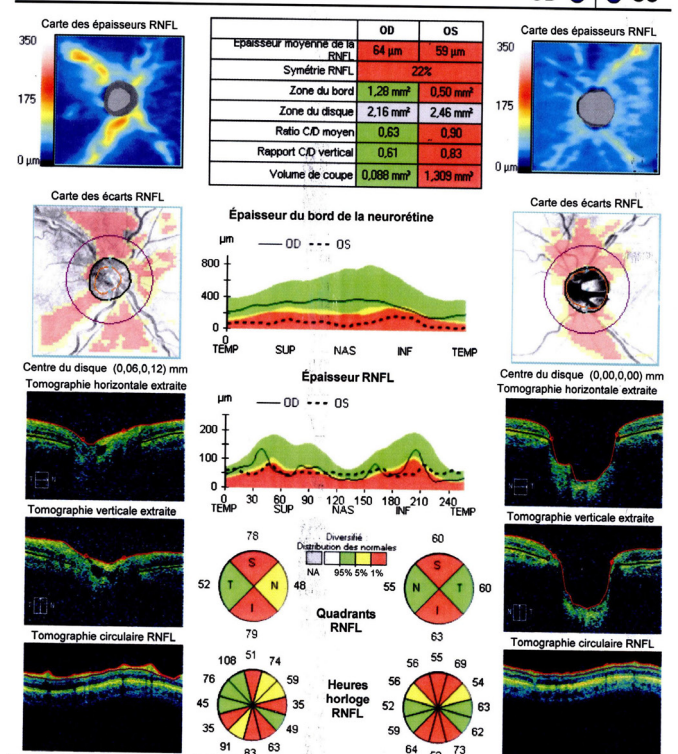 OD OS
Carte des épaisseurs RNFL
350
175
0 µm
OD OS
Epaisseur moyenne de la RNFL 64 µm 59 µm
Symétrie RNFL 22%
Zone du bord 1,28 mm² 0,50 mm²
Zone du disque 2,16 mm² 2,46 mm²
Ratio C/D moyen 0,63 0,90
Rapport C/D vertical 0,61 0,83
Volume de coupe 0,088 mm³ 1,309 mm³
Carte des épaisseurs RNFL
350
175
0 µm
Carte des écarts RNFL
Carte des écarts RNFL
Épaisseur du bord de la neurorétine
µm OD OS
800
400
0
TEMP SUP NAS INF TEMP
Centre du disque (0,06,0,12) mm
Centre du disque (0,00,0,00) mm
Tomographie horizontale extraite
Tomographie horizontale extraite
Épaisseur RNFL
µm OD OS
200
100
0
0 30 60 90 120 150 180 210 240
TEMP SUP NAS INF TEMP
Tomographie verticale extraite
Tomographie verticale extraite
Diversifié
Distribution des normales
NA 95% 5% 1%
78
52 S T N I 48
79
60
55 S N T I 60
63
Quadrants
RNFL
Tomographie circulaire RNFL
Tomographie circulaire RNFL
Heures
horloge
RNFL
108 51 74
76 59
45 35
35 49
91 83 63
56 55 69
56 54
52 63
59 62
64 73